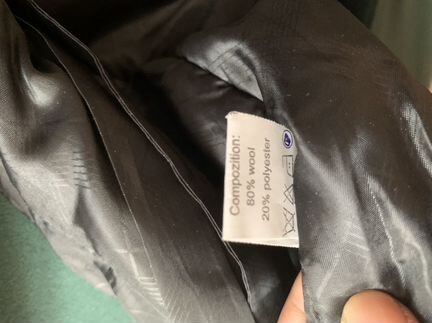 Compozition:
80% wool
20% polyester